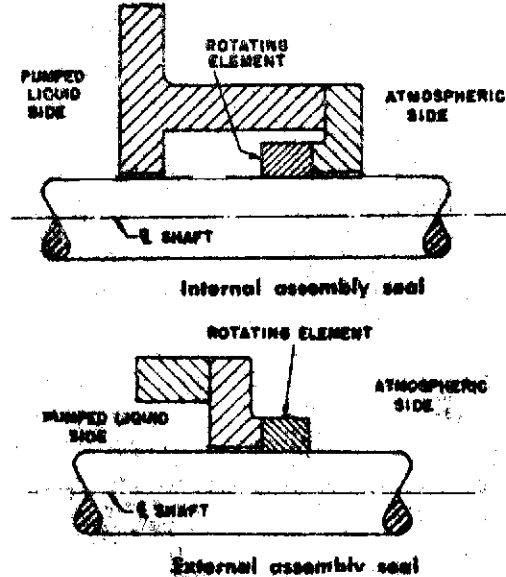 ROTATING
ELEMENT
PUMPED
LIQUID
SIDE
ATMOSPHERIC
SIDE
℄ SHAFT
Internal assembly seal
ROTATING ELEMENT
ATMOSPHERIC
SIDE
PUMPED LIQUID
SIDE
℄ SHAFT
External assembly seal